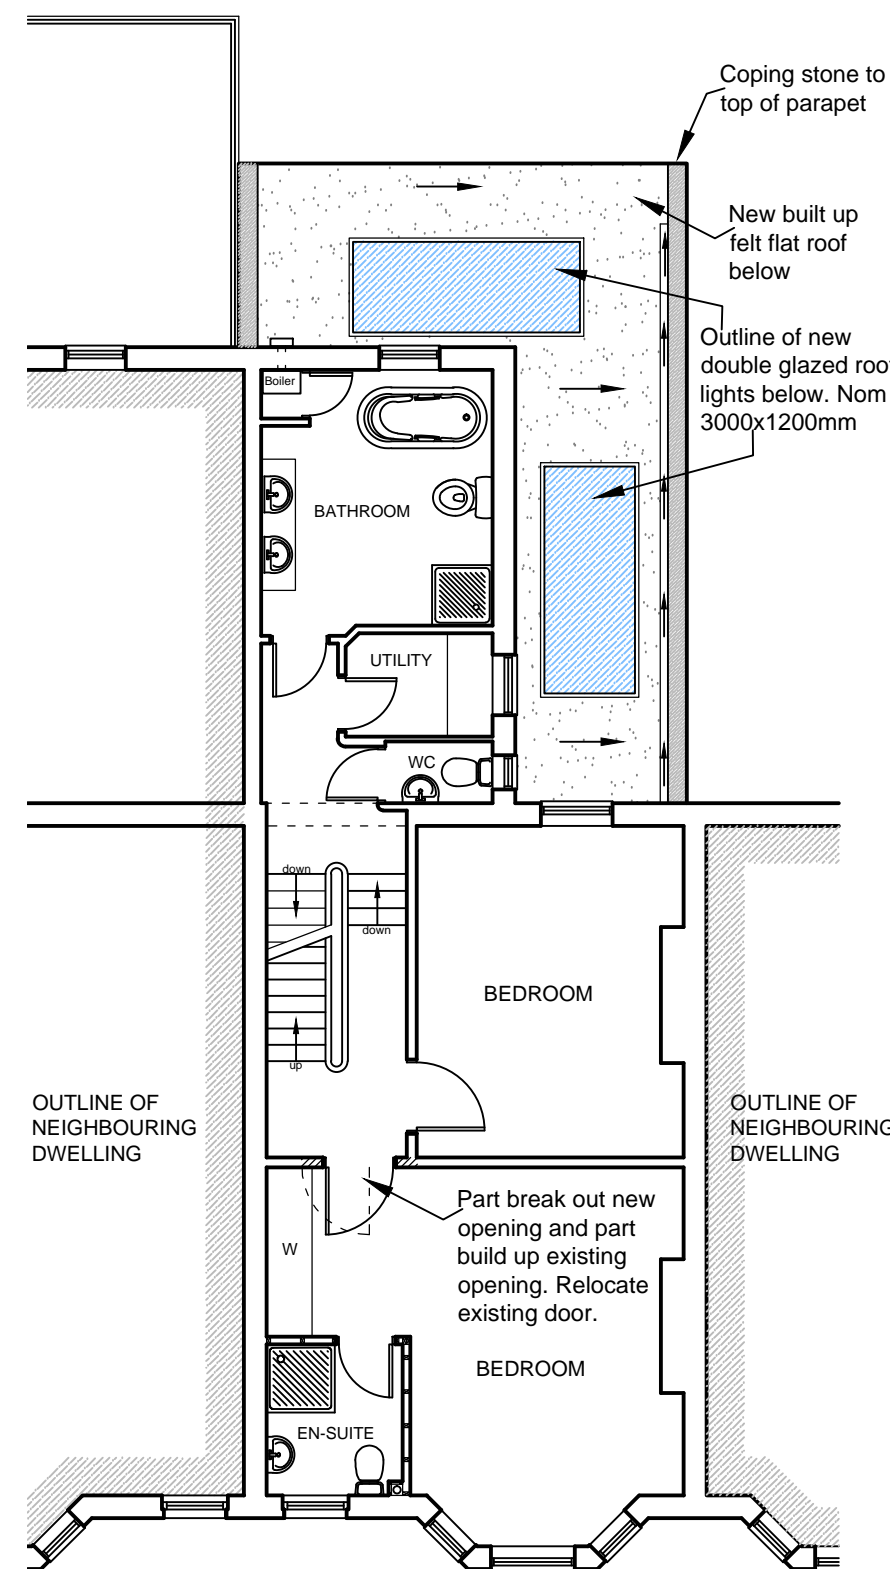 Coping stone to
top of parapet
New built up
felt flat roof
below
Outline of new
double glazed roof
lights below. Nom
3000x1200mm
Boiler
BATHROOM
UTILITY
WC
down
down
up
BEDROOM
OUTLINE OF
NEIGHBOURING
DWELLING
OUTLINE OF
NEIGHBOURING
DWELLING
Part break out new
opening and part
build up existing
opening. Relocate
existing door.
W
BEDROOM
EN-SUITE